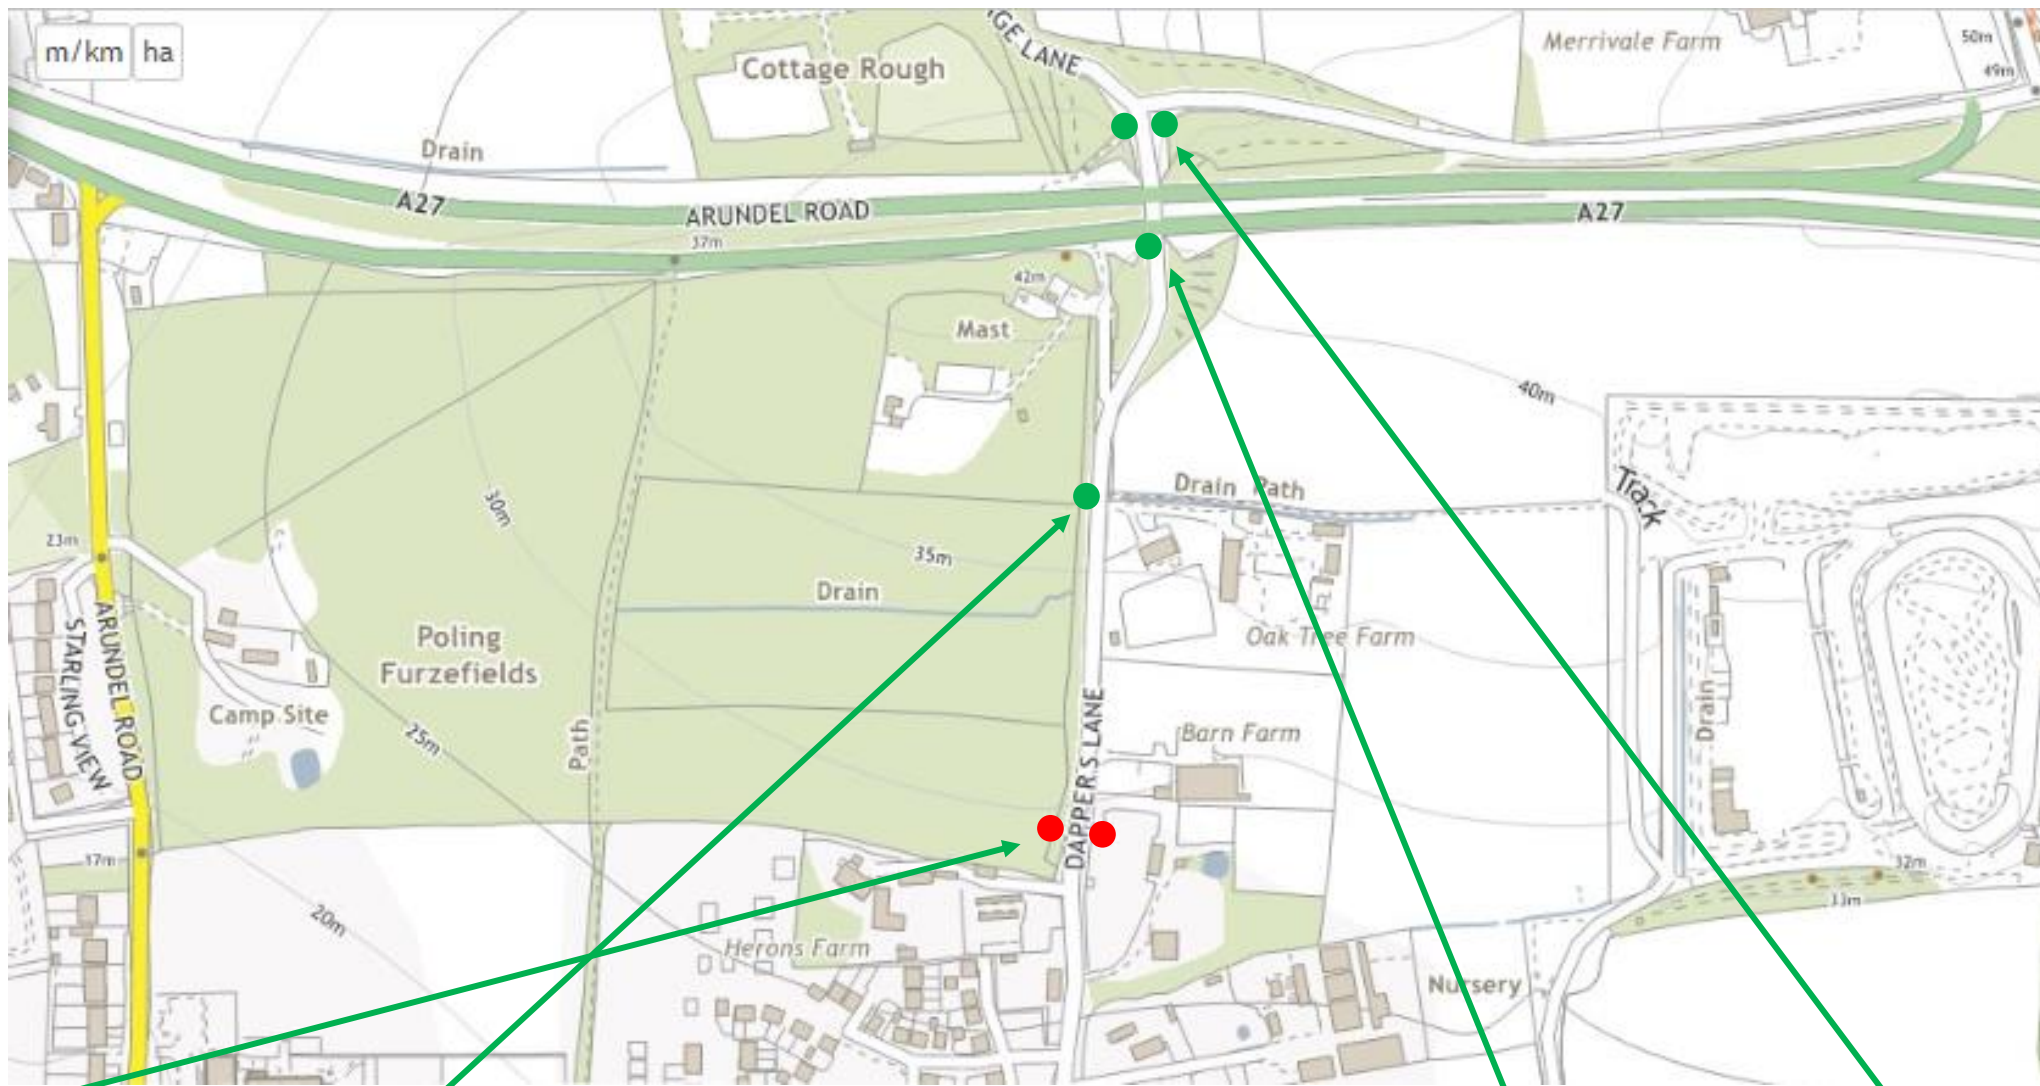 m/km ha
Cottage Rough
GE LANE
Merrivale Farm
50m
49m
Drain
A27
ARUNDEL ROAD
A27
37m
42m
Mast
40m
Track
Drain Path
30m
35m
23m
Drain
Oak Tree Farm
Poling
Furzefields
ARUNDEL ROAD
STARLING VIEW
Camp Site
Path
25m
DAPPERS LANE
Barn Farm
Drain
17m
32m
33m
20m
Herons Farm
Nursery